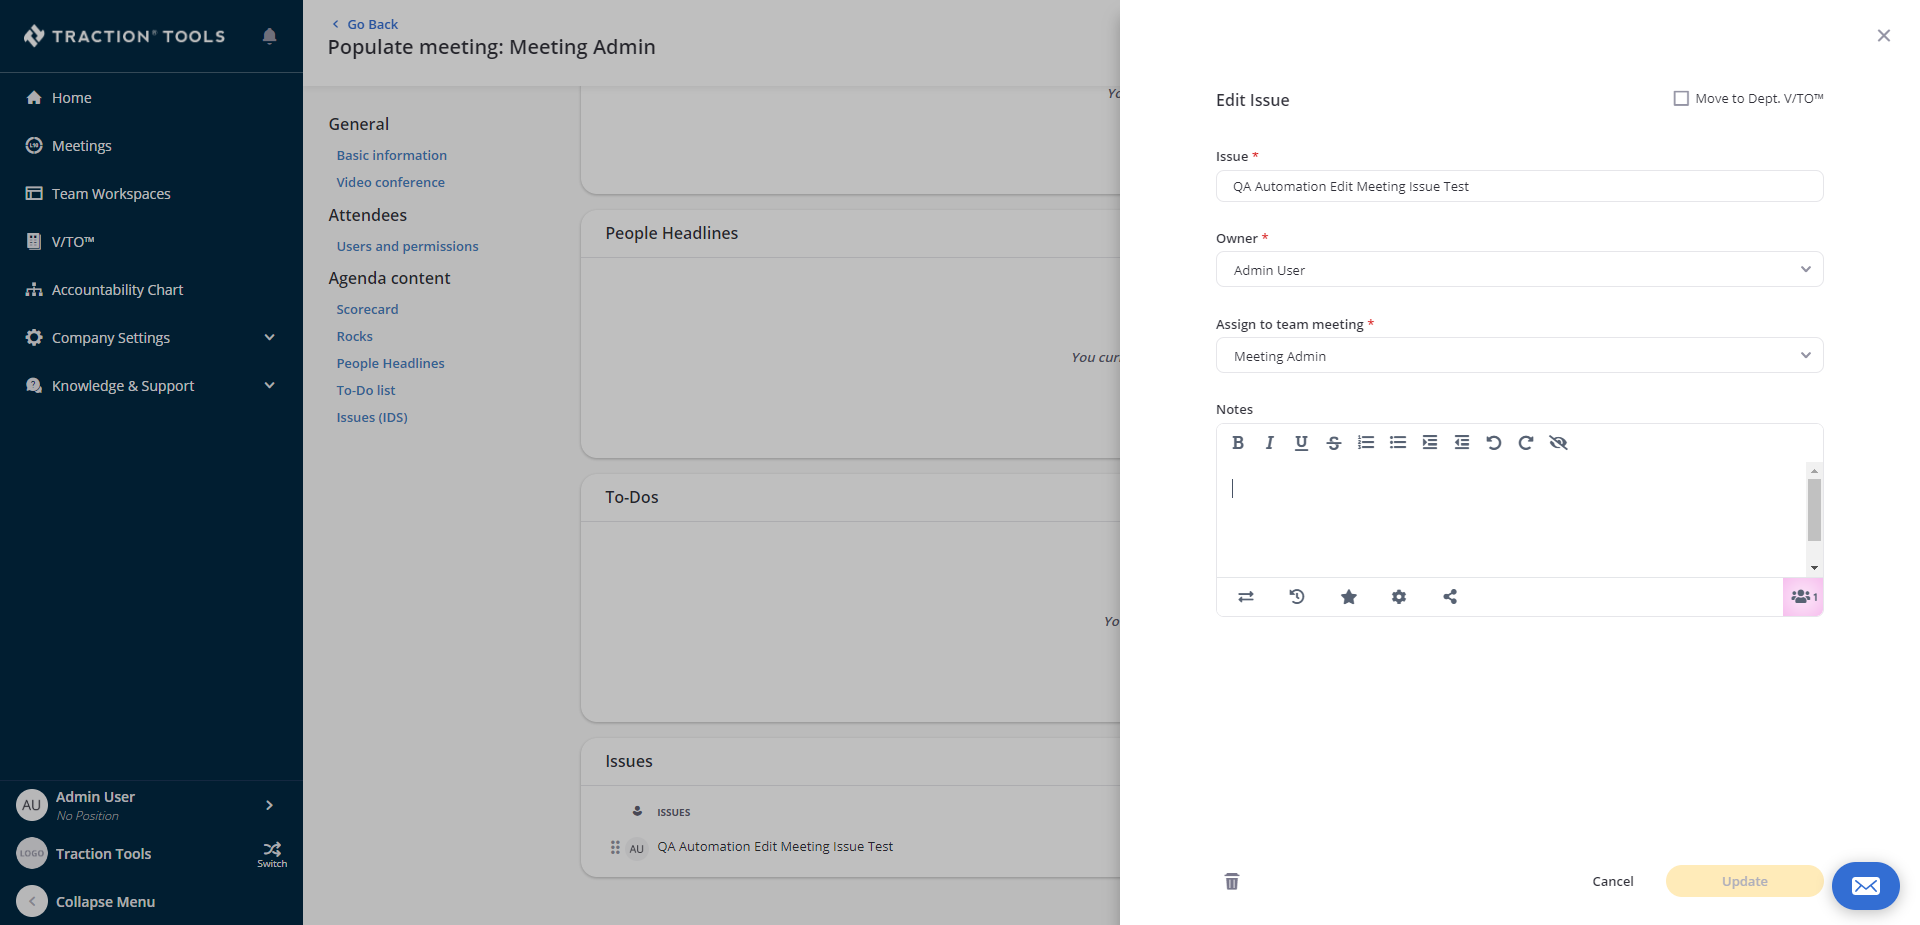 TRACTION® TOOLS
Home
Meetings
Team Workspaces
V/TO™
Accountability Chart
Company Settings
Knowledge & Support
AU
Admin User
No Position
LOGO
Traction Tools
Switch
Collapse Menu
Go Back
Populate meeting: Meeting Admin
General
Basic information
Video conference
Attendees
Users and permissions
Agenda content
Scorecard
Rocks
People Headlines
To-Do list
Issues (IDS)
Yo
People Headlines
You cur
To-Dos
Yo
Issues
ISSUES
AU QA Automation Edit Meeting Issue Test
Edit Issue
Move to Dept. V/TO™
Issue *
QA Automation Edit Meeting Issue Test
Owner *
Admin User
Assign to team meeting *
Meeting Admin
Notes
B I U S
1
Cancel
Update